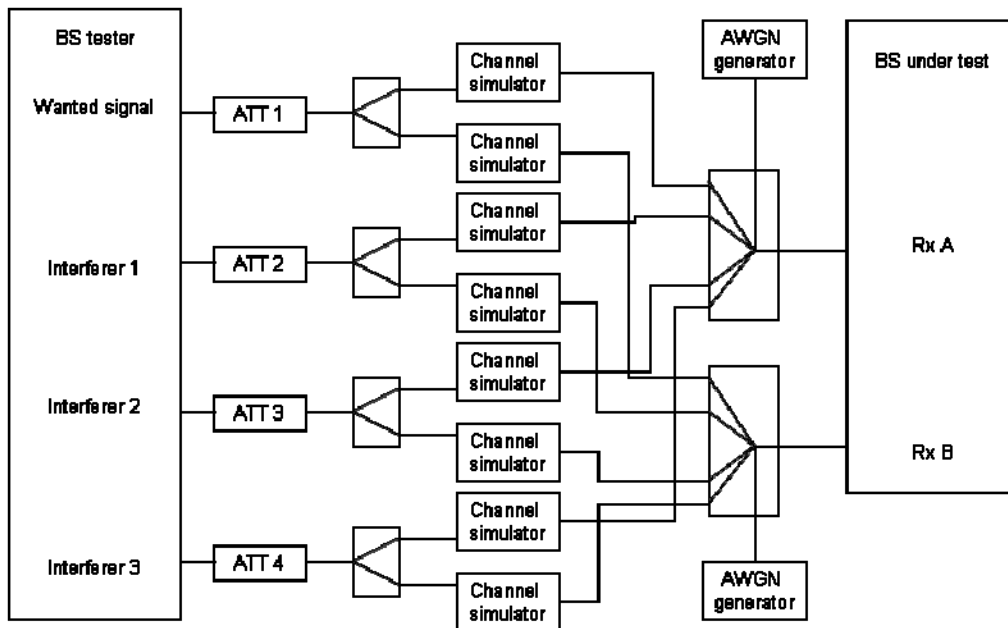 BS tester
Wanted signal
Interferer 1
Interferer 2
Interferer 3
ATT 1
ATT 2
ATT 3
ATT 4
Channel
simulator
Channel
simulator
Channel
simulator
Channel
simulator
Channel
simulator
Channel
simulator
Channel
simulator
Channel
simulator
AWGN
generator
AWGN
generator
BS under test
Rx A
Rx B